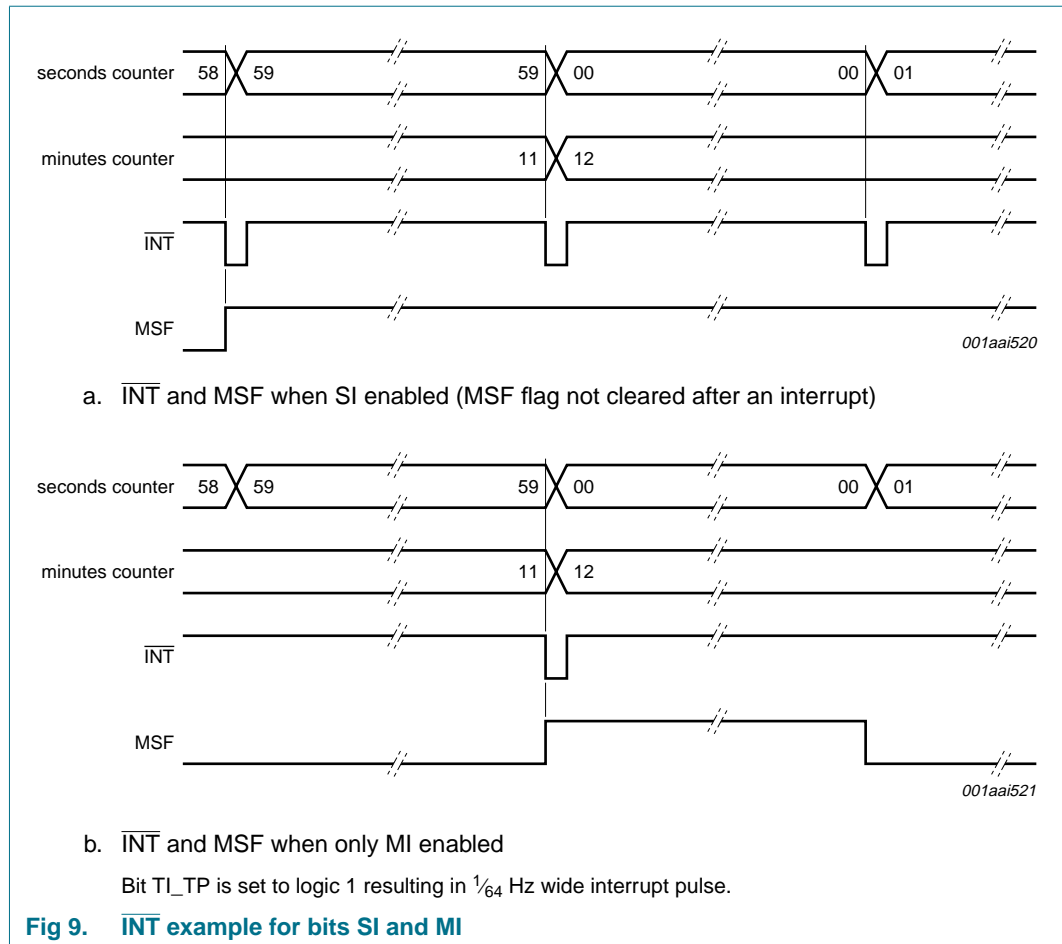 seconds counter 58 59 59 00 00 01
minutes counter 11 12
INT
MSF
001aai520
a. INT and MSF when SI enabled (MSF flag not cleared after an interrupt)
seconds counter 58 59 59 00 00 01
minutes counter 11 12
INT
MSF
001aai521
b. INT and MSF when only MI enabled
Bit TI_TP is set to logic 1 resulting in 1⁄64 Hz wide interrupt pulse.
Fig 9. INT example for bits SI and MI